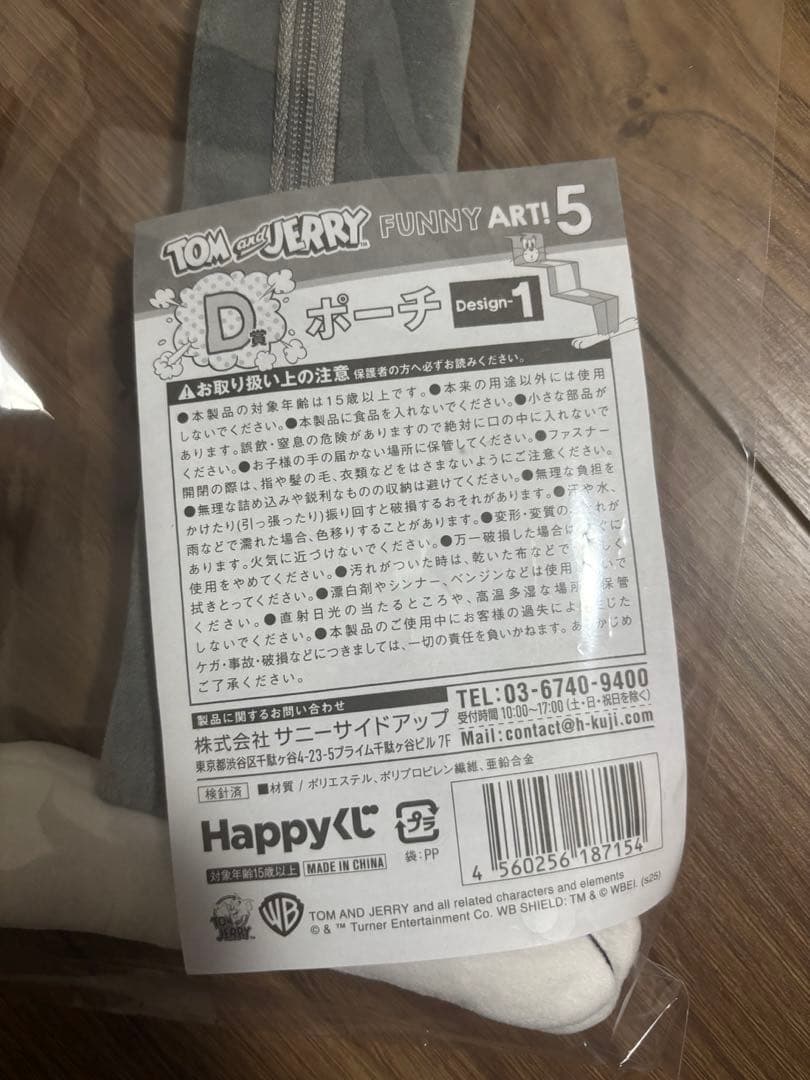 TOM and JERRY™ FUNNY ART! 5
D賞 ポーチ Design-1
お取り扱い上の注意 保護者の方へ必ずお読みください。
●本製品の対象年齢は15歳以上です。●本来の用途以外には使用
しないでください。●本製品に食品を入れないでください。●小さな部品が
あります。誤飲・窒息の危険がありますので絶対に口の中に入れないで
ください。●お子様の手の届かない場所に保管してください。●ファスナー
開閉の際は、指や髪の毛、衣類などをはさまないようにご注意ください。
●無理な詰め込みや鋭利なものの収納は避けてください。●無理な負担を
かけたり(引っ張ったり)振り回すと破損するおそれがあります。●汗や水、
雨などで濡れた場合、色移りすることがあります。●変形・変質の それが
あります。火気に近づけないでください。●万一破損した場合は ぐに
使用をやめてください。●汚れがついた時は、乾いた布などで しく
拭きとってください。●漂白剤やシンナー、ベンジンなどは使用 いで
ください。●直射日光の当たるところや、高温多湿な場所 保管
しないでください。●本製品のご使用中にお客様の過失によ じた
ケガ・事故・破損などにつきましては、一切の責任を負いかねます。あ かじめ
ご了承ください。
製品に関するお問い合わせ
株式会社 サニーサイドアップ
東京都渋谷区千駄ヶ谷4-23-5プライム千駄ヶ谷ビル 7F
TEL:03-6740-9400
受付時間 10:00〜17:00 (土・日・祝日を除く)
Mail:contact@h-kuji.com
検針済 ■材質 / ポリエステル、ポリプロピレン繊維、亜鉛合金
Happyくじ
プラ
袋:PP
対象年齢15歳以上 MADE IN CHINA
4 560256 187154
TOM and JERRY
WB
TOM AND JERRY and all related characters and elements
© & ™ Turner Entertainment Co. WB SHIELD: TM & © WBEI. (s25)